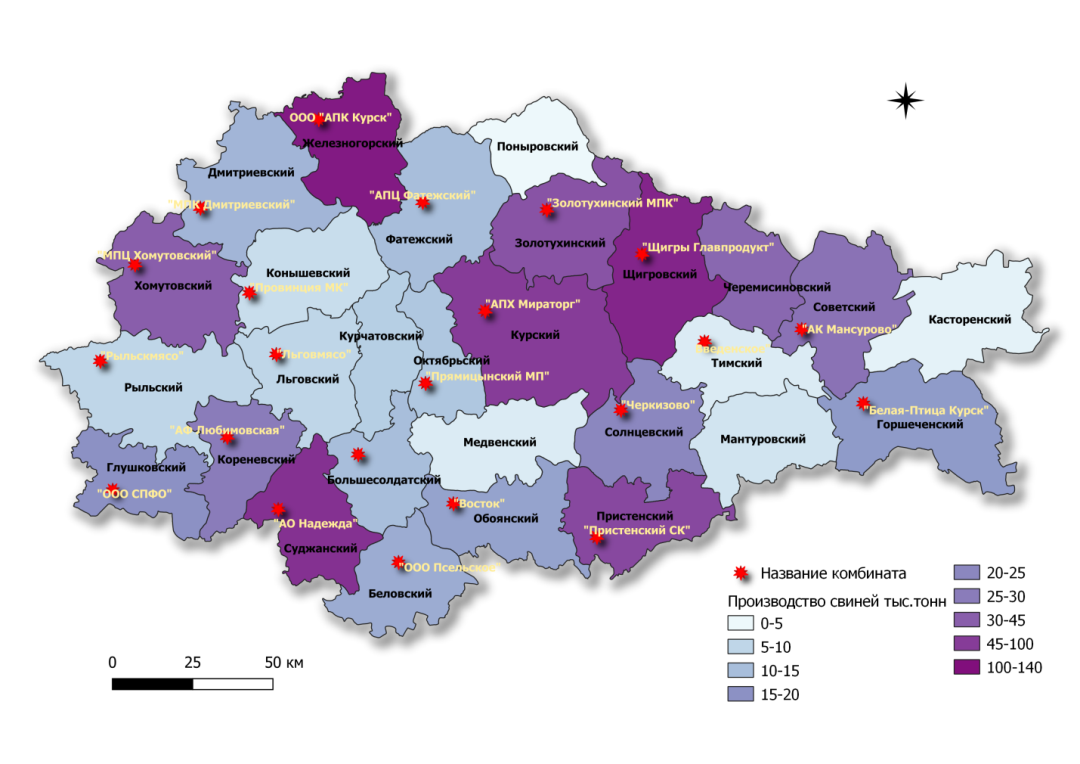 ООО "АПК Курск"
Железногорский
Поныровский
Дмитриевский
"АПЦ Фатежский"
"МПК Дмитриевский"
"Золотухинский МПК"
Фатежский
Золотухинский
"Щигры Главпродукт"
"МПЦ Хомутовский"
Конышевский
Щигровский
Хомутовский
"Провинция МК"
Черемисиновский
"АПХ Мираторг"
Советский
Касторенский
Курчатовский
Курский
"АК Мансурово"
"Рыльскмясо"
"Льговмясо"
Октябрьский
Тимский
"Прямицынский МП"
Рыльский
Льговский
"Черкизово"
"Белая-Птица Курск"
Горшеченский
"АФ Любимовская"
Солнцевский
Медвенский
Мантуровский
Кореневский
Глушковский
Большесолдатский
"ООО СПФО"
"Восток"
"АО Надежда"
Обоянский
Пристенский
"Пристенский СК"
Суджанский
"ООО
Беловский
Название комбината
Производство свиней тыс.тонн
0-5
5-10
10-15
15-20
20-25
25-30
30-45
45-100
100-140
0 25 50 км